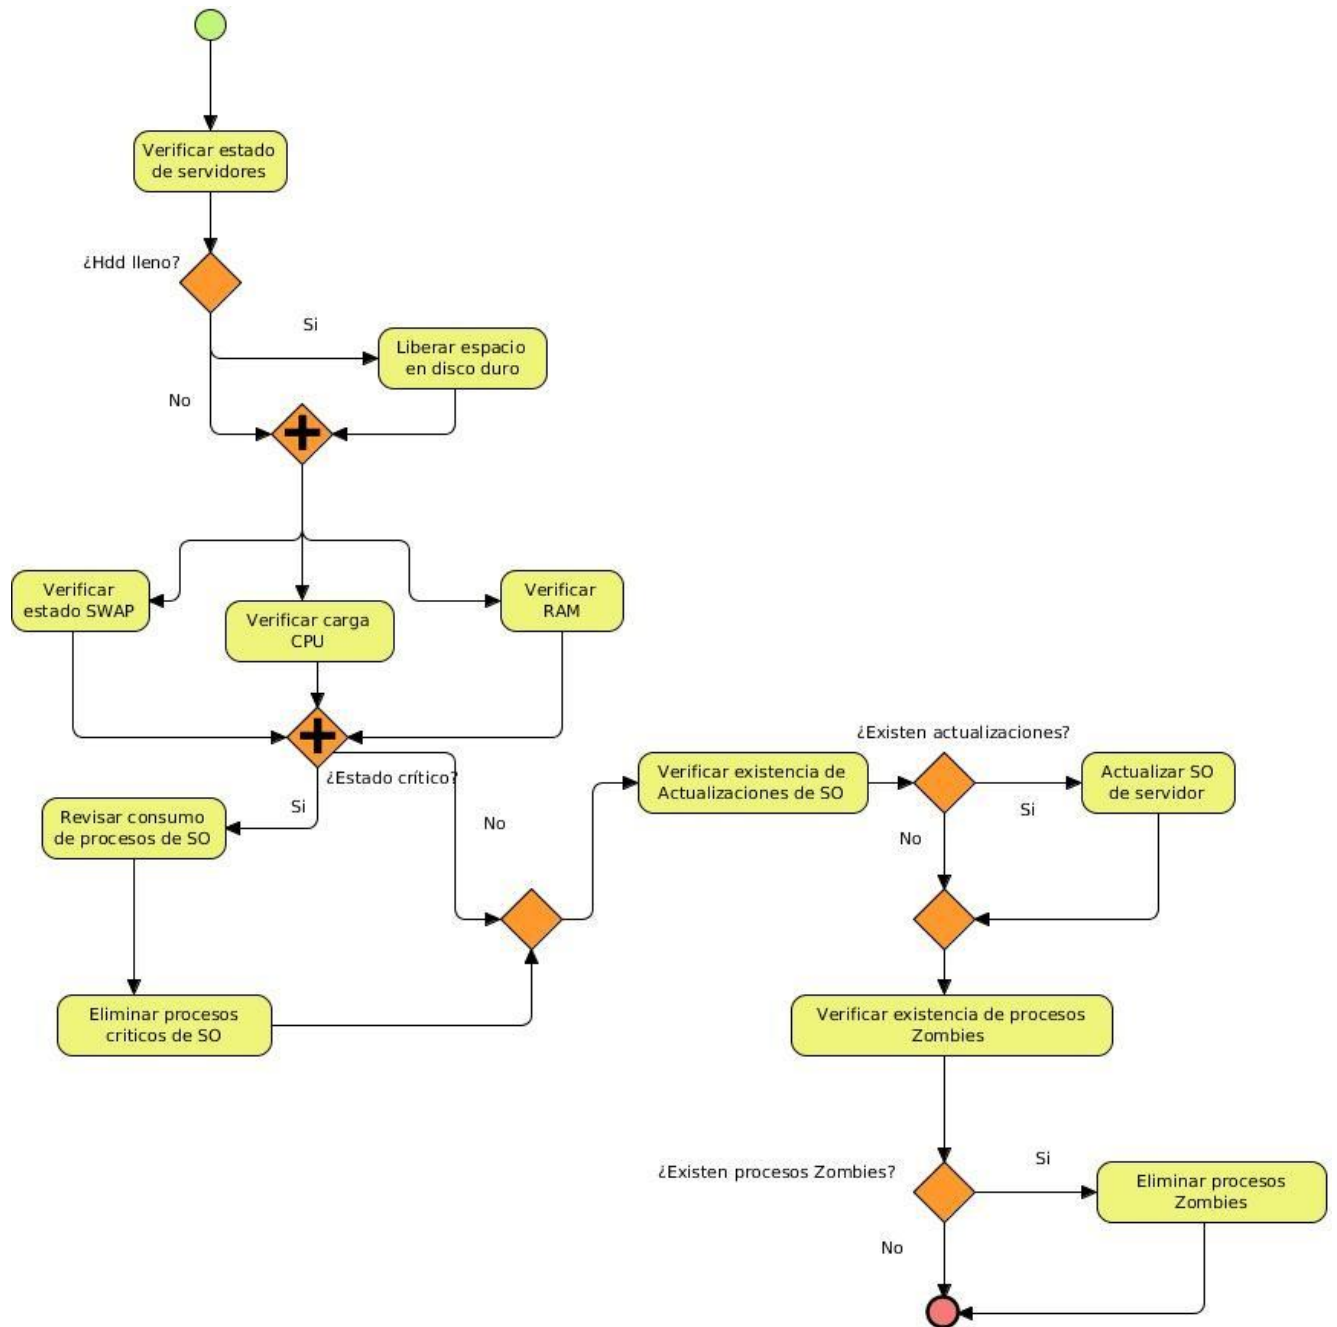 Verificar estado
de servidores
¿Hdd lleno?
Si
Liberar espacio
en disco duro
No
Verificar
estado SWAP
Verificar carga
CPU
Verificar
RAM
¿Estado crítico?
Si
No
Revisar consumo
de procesos de SO
Eliminar procesos
criticos de SO
Verificar existencia de
Actualizaciones de SO
¿Existen actualizaciones?
Si
Actualizar SO
de servidor
No
Verificar existencia de procesos
Zombies
¿Existen procesos Zombies?
Si
Eliminar procesos
Zombies
No